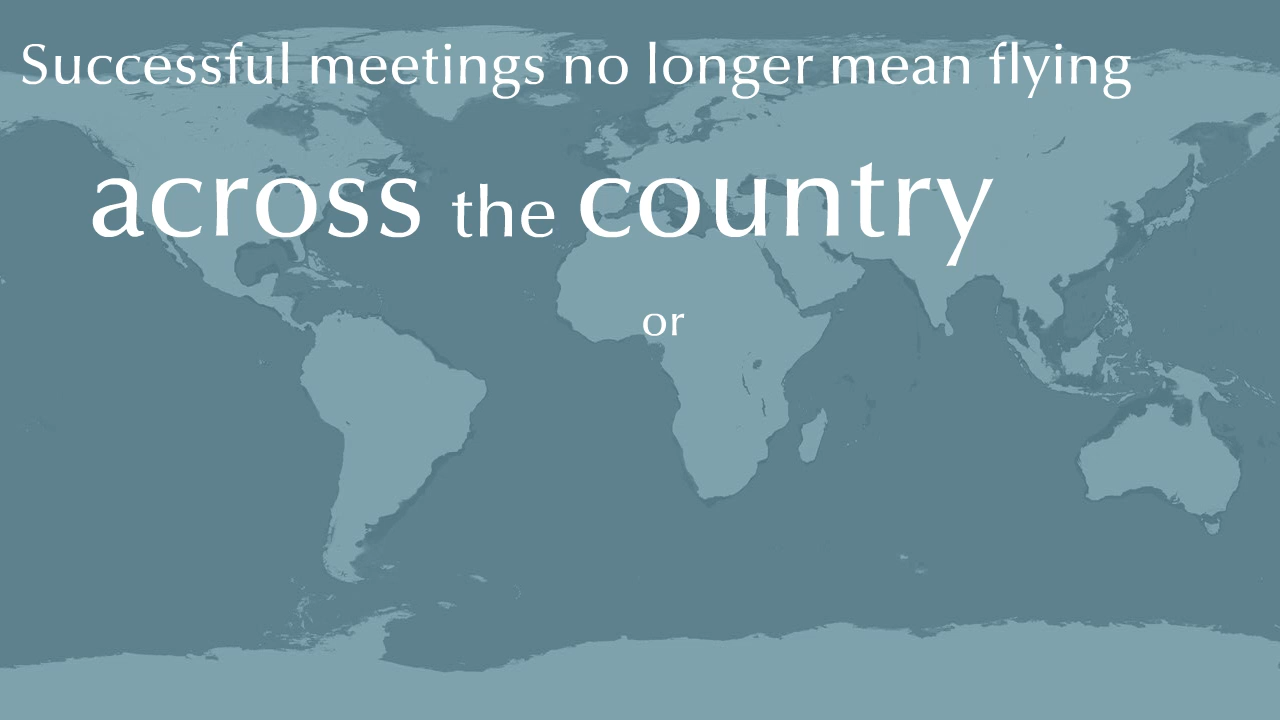 Successful meetings no longer mean flying
across the country
or